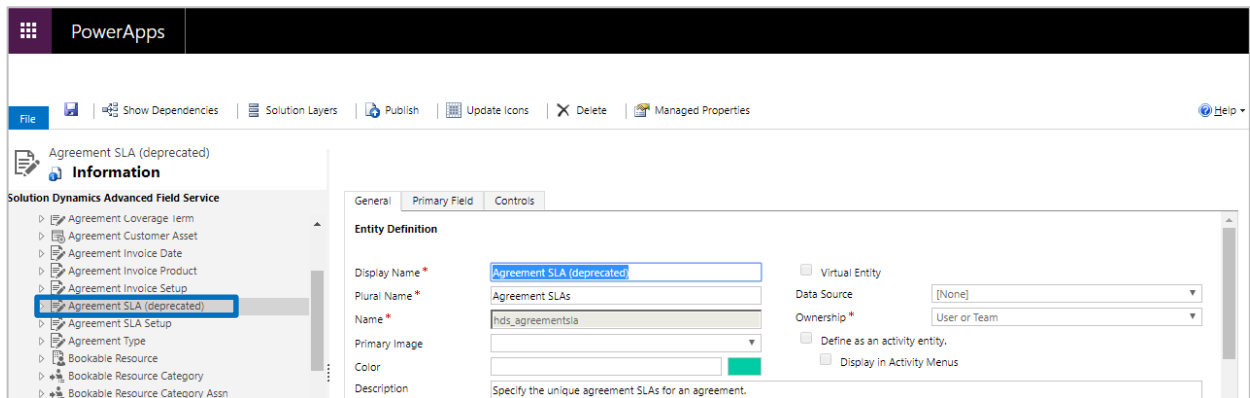 PowerApps
File Show Dependencies Solution Layers Publish Update Icons Delete Managed Properties Help
Agreement SLA (deprecated)
Information
Solution Dynamics Advanced Field Service
Agreement Coverage Term
Agreement Customer Asset
Agreement Invoice Date
Agreement Invoice Product
Agreement Invoice Setup
Agreement SLA (deprecated)
Agreement SLA Setup
Agreement Type
Bookable Resource
Bookable Resource Category
Bookable Resource Category Assn
General Primary Field Controls
Entity Definition
Display Name * Agreement SLA (deprecated)
Plural Name * Agreement SLAs
Name * hds_agreementsla
Primary Image
Color
Description Specify the unique agreement SLAs for an agreement.
Virtual Entity
Data Source [None]
Ownership * User or Team
Define as an activity entity.
Display in Activity Menus